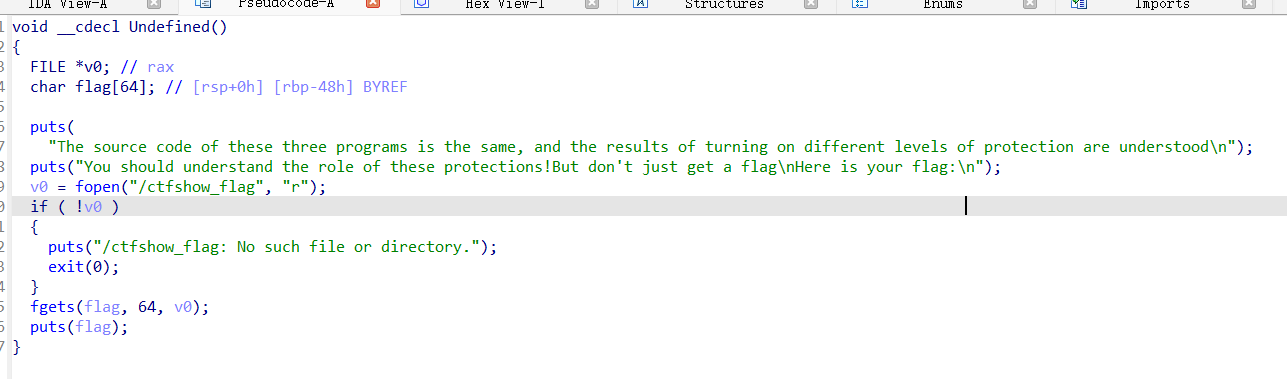 IDA View-A Pseudocode-A Hex View-1 Structures Enums Imports
1 void __cdecl Undefined()
2 {
3 FILE *v0; // rax
4 char flag[64]; // [rsp+0h] [rbp-48h] BYREF
5
6 puts(
7 "The source code of these three programs is the same, and the results of turning on different levels of protection are understood\n");
8 puts("You should understand the role of these protections!But don't just get a flag\nHere is your flag:\n");
9 v0 = fopen("/ctfshow_flag", "r");
0 if ( !v0 )
1 {
2 puts("/ctfshow_flag: No such file or directory.");
3 exit(0);
4 }
5 fgets(flag, 64, v0);
6 puts(flag);
7 }